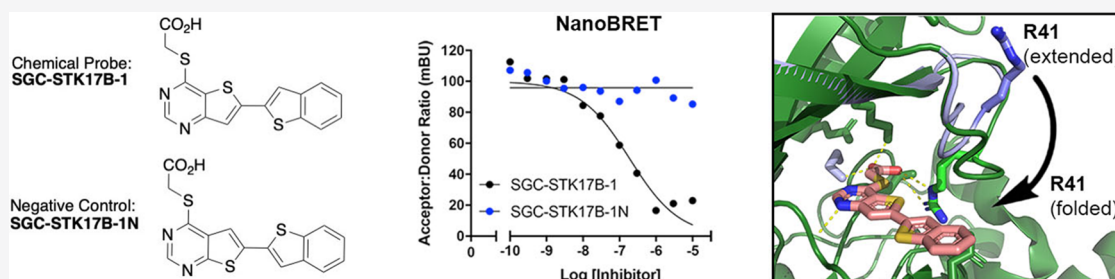 CO₂H
S
Chemical Probe:
SGC-STK17B-1
N
S
N
S
CO₂H
S
Negative Control:
SGC-STK17B-1N
N
S
N
S
NanoBRET
Acceptor:Donor Ratio (mBU)
120
100
80
60
40
20
0
SGC-STK17B-1
SGC-STK17B-1N
0 -10 -9 -8 -7 -6 -5
Log [Inhibitor]
R41
(extended)
R41
(folded)